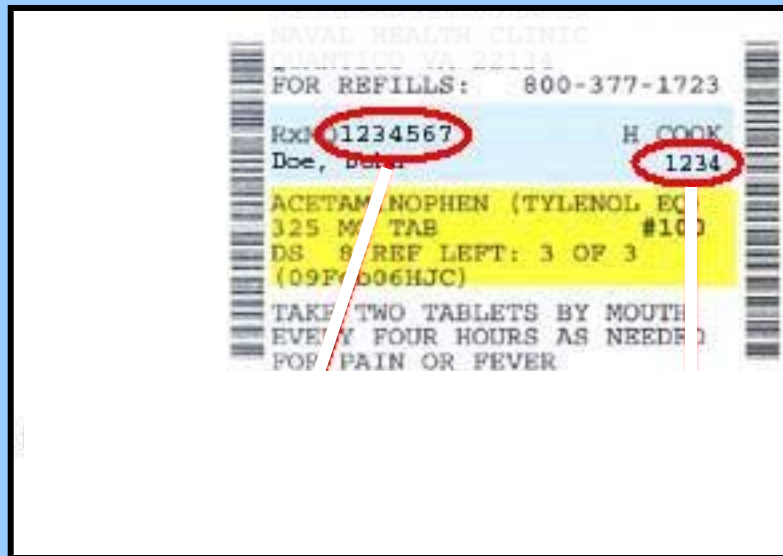 NAVAL HEALTH CLINIC
QUANTICO VA 22134
FOR REFILLS: 800-377-1723
1234567 H COOK
Doe, 1234
ACETAMINOPHEN (TYLENOL EQ)
325 MG TAB #100
DS 8 REF LEFT: 3 OF 3
(09Feb06HJC)
TAKE TWO TABLETS BY MOUTH
EVERY FOUR HOURS AS NEEDED
FOR PAIN OR FEVER